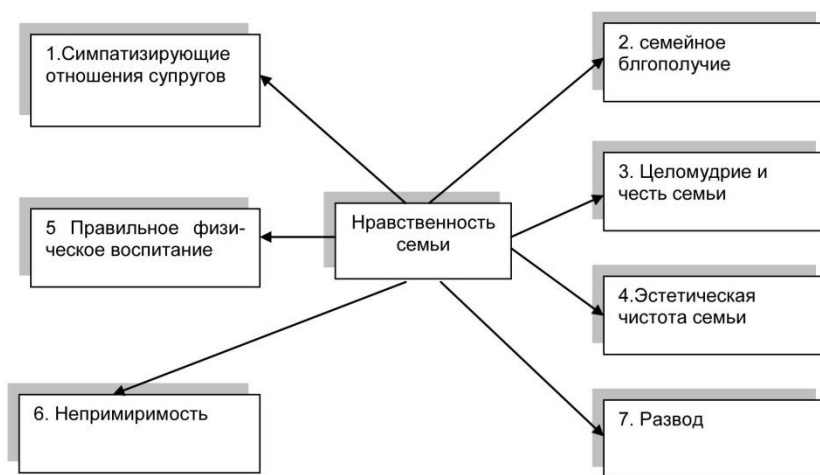 1.Симпатизирующие
отношения супругов
2. семейное
блгополучие
3. Целомудрие и
честь семьи
Нравственность
семьи
5 Правильное физи-
ческое воспитание
4.Эстетическая
чистота семьи
6. Непримиримость
7. Развод